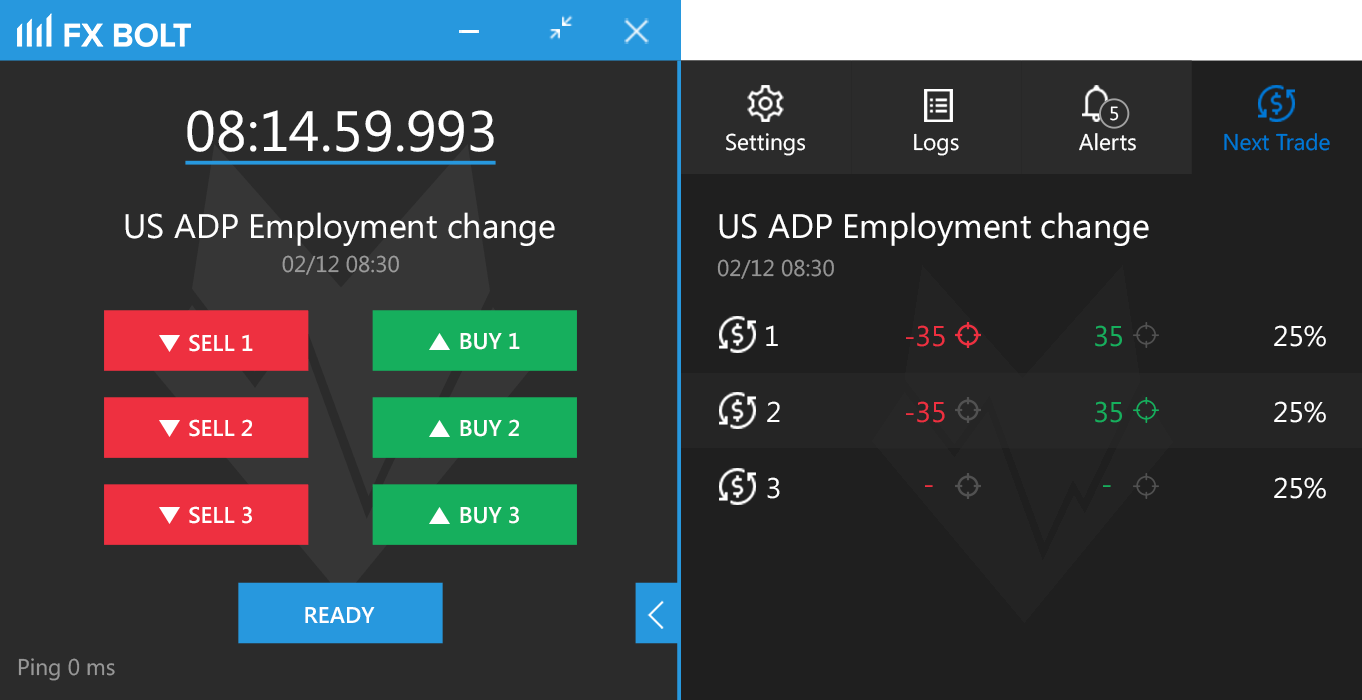 FX BOLT
08:14.59.993
US ADP Employment change
02/12 08:30
▼ SELL 1 ▲ BUY 1
▼ SELL 2 ▲ BUY 2
▼ SELL 3 ▲ BUY 3
READY
Ping 0 ms
Settings Logs 5 Alerts Next Trade
US ADP Employment change
02/12 08:30
$ 1 -35 35 25%
$ 2 -35 35 25%
$ 3 - - 25%